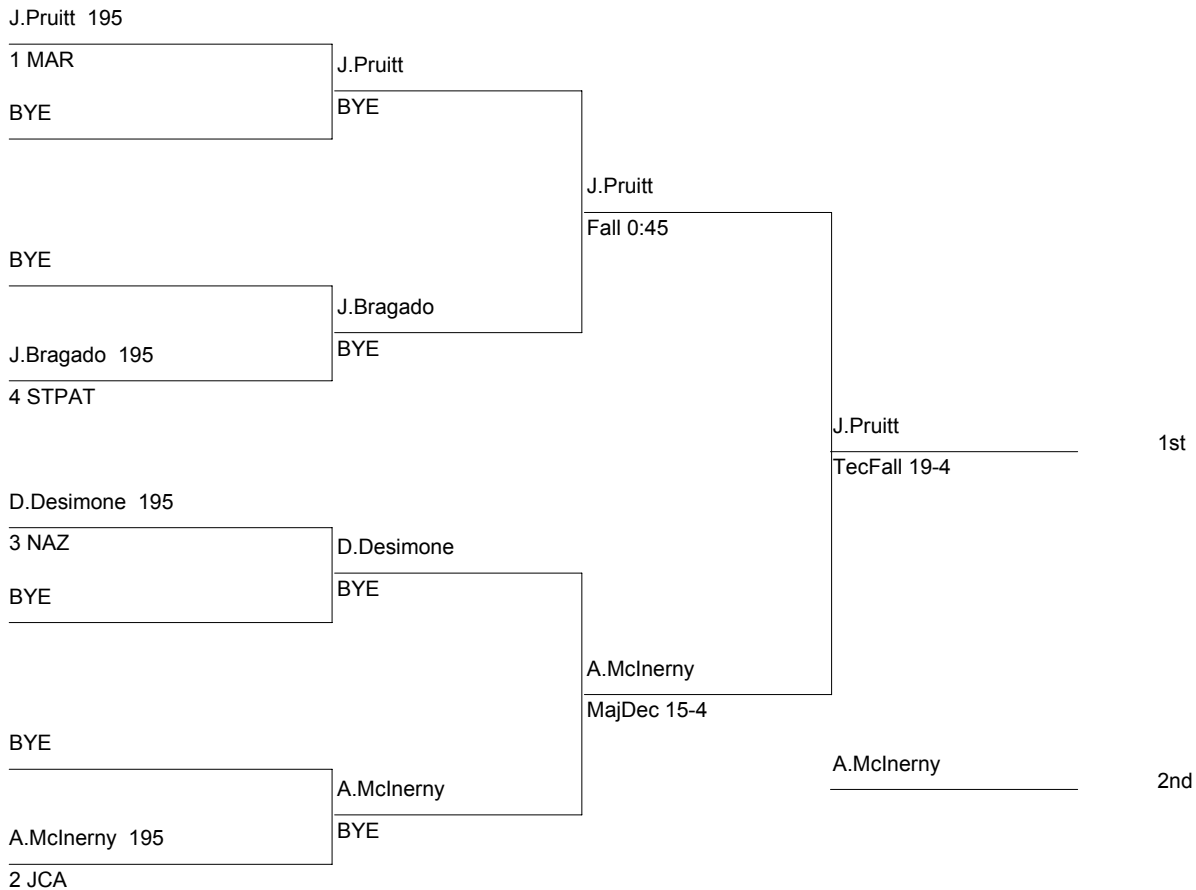 J.Pruitt 195
1 MAR
BYE
J.Pruitt
BYE
BYE
J.Bragado 195
4 STPAT
J.Bragado
BYE
J.Pruitt
Fall 0:45
D.Desimone 195
3 NAZ
BYE
D.Desimone
BYE
BYE
A.McInerny 195
2 JCA
A.McInerny
BYE
A.McInerny
MajDec 15-4
J.Pruitt
TecFall 19-4
1st
A.McInerny
2nd